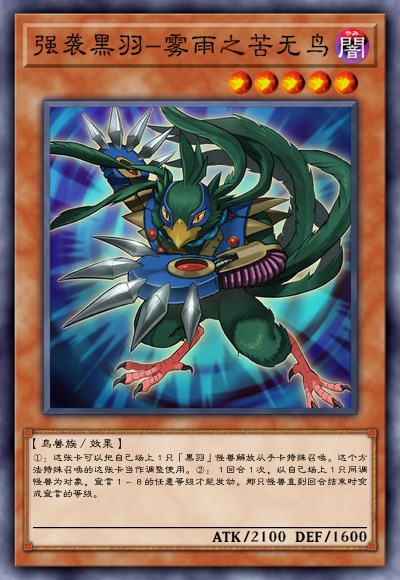 强袭黑羽-雾雨之苦无鸟
やみ
闇
【鸟兽族/效果】
①：这张卡可以把自己场上1只「黑羽」怪兽解放从手卡特殊召唤。这个方
法特殊召唤的这张卡当作调整使用。②：1回合1次，以自己场上1只同调
怪兽为对象，宣言1-8的任意等级才能发动。那只怪兽直到回合结束时变
成宣言的等级。
ATK/2100 DEF/1600